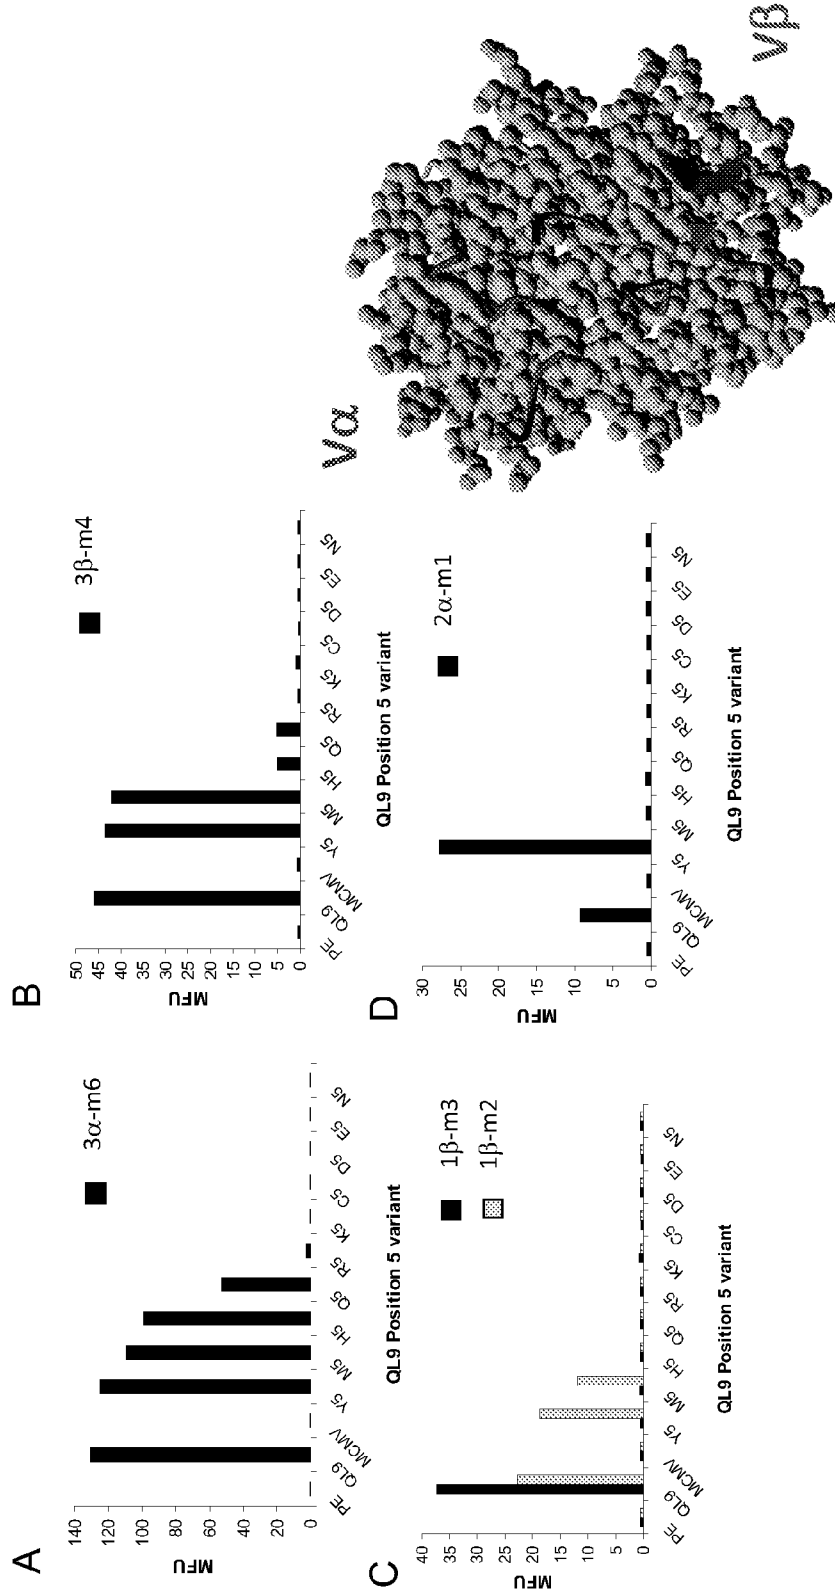 A
3α-m6
MFU
140
120
100
80
60
40
20
0
PE
QL9
MCMV
Y5
M5
H5
Q5
R5
K5
C5
D5
E5
N5
QL9 Position 5 variant
B
3β-m4
MFU
50
45
40
35
30
25
20
15
10
5
0
PE
QL9
MCMV
Y5
M5
H5
Q5
R5
K5
C5
D5
E5
N5
QL9 Position 5 variant
C
1β-m3
1β-m2
MFU
40
35
30
25
20
15
10
5
0
PE
QL9
MCMV
Y5
M5
H5
Q5
R5
K5
C5
D5
E5
N5
QL9 Position 5 variant
D
2α-m1
MFU
30
25
20
15
10
5
0
PE
QL9
MCMV
Y5
M5
H5
Q5
R5
K5
C5
D5
E5
N5
QL9 Position 5 variant
Vα
Vβ